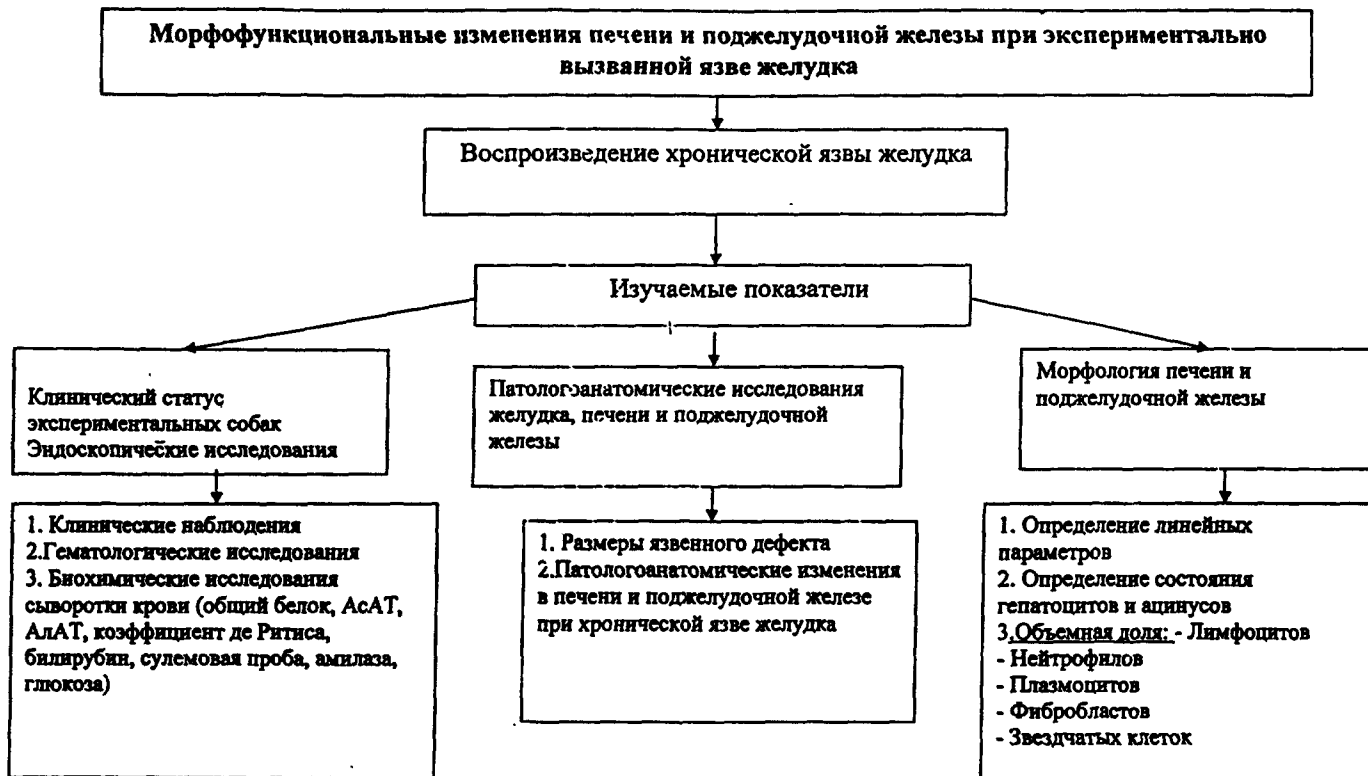 Морфофункциональные изменения печени и поджелудочной железы при экспериментально
вызванной язве желудка
Воспроизведение хронической язвы желудка
Изучаемые показатели
Клинический статус
экспериментальных собак
Эндоскопические исследования
Патологоанатомические исследования
желудка, печени и поджелудочной
железы
Морфология печени и
поджелудочной железы
1. Клинические наблюдения
2.Гематологические исследования
3. Биохимические исследования
сыворотки крови (общий белок, АсАТ,
АлАТ, коэффициент де Ритиса,
билирубин, сулемовая проба, амилаза,
глюкоза)
1. Размеры язвенного дефекта
2.Патологоанатомические изменения
в печени и поджелудочной железе
при хронической язве желудка
1. Определение линейных
параметров
2. Определение состояния
гепатоцитов и ацинусов
3.Объемная доля: - Лимфоцитов
- Нейтрофилов
- Плазмоцитов
- Фибробластов
- Звездчатых клеток